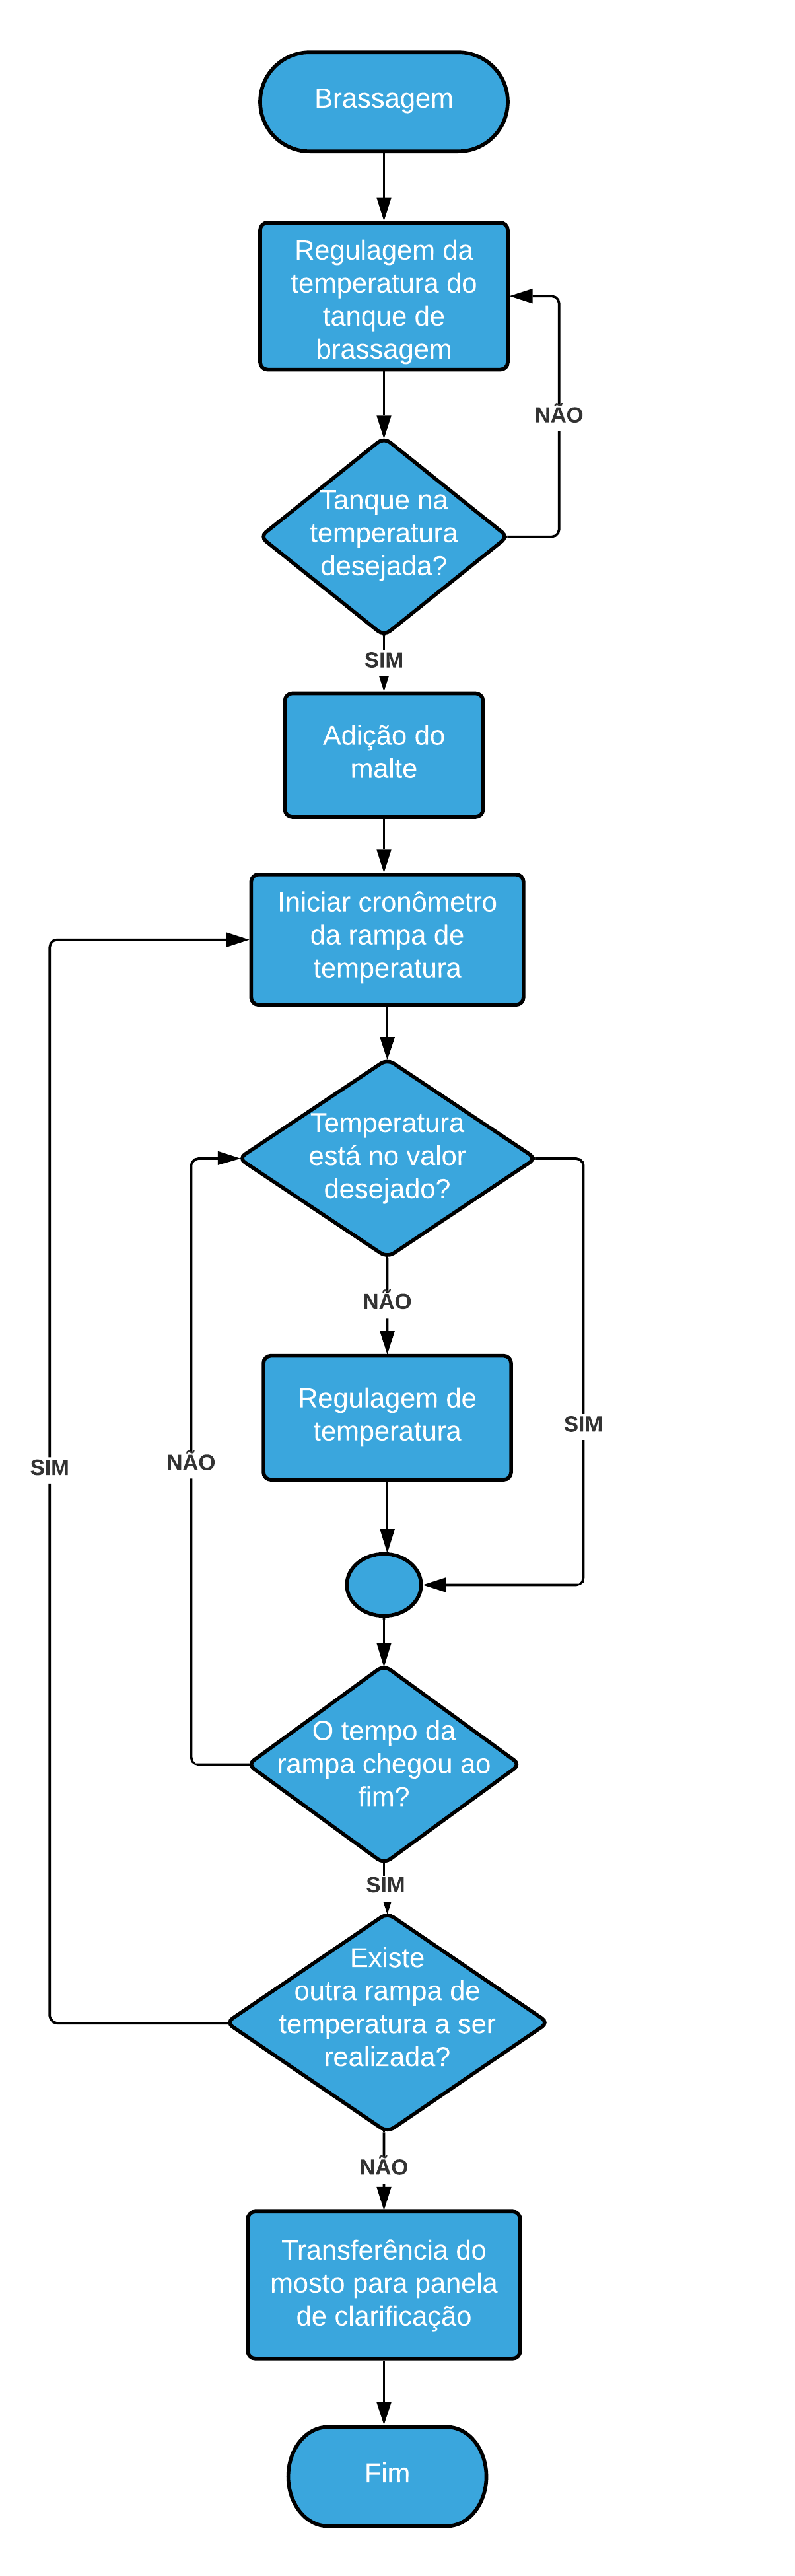 Brassagem
Regulagem da
temperatura do
tanque de
brassagem
NÃO
Tanque na
temperatura
desejada?
SIM
Adição do
malte
Iniciar cronômetro
da rampa de
temperatura
Temperatura
está no valor
desejado?
NÃO
Regulagem de
temperatura
SIM
NÃO
SIM
O tempo da
rampa chegou ao
fim?
SIM
Existe
outra rampa de
temperatura a ser
realizada?
NÃO
Transferência do
mosto para panela
de clarificação
Fim